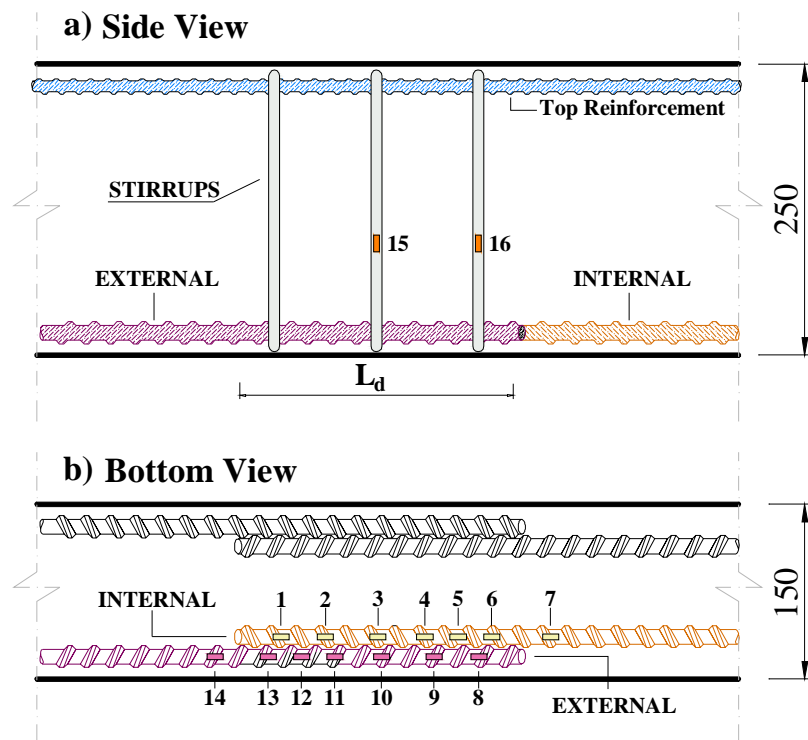 a) Side View
Top Reinforcement
STIRRUPS
250
15
16
EXTERNAL
INTERNAL
Ld
b) Bottom View
1 2 3 4 5 6 7
INTERNAL
150
14 13 12 11 10 9 8
EXTERNAL